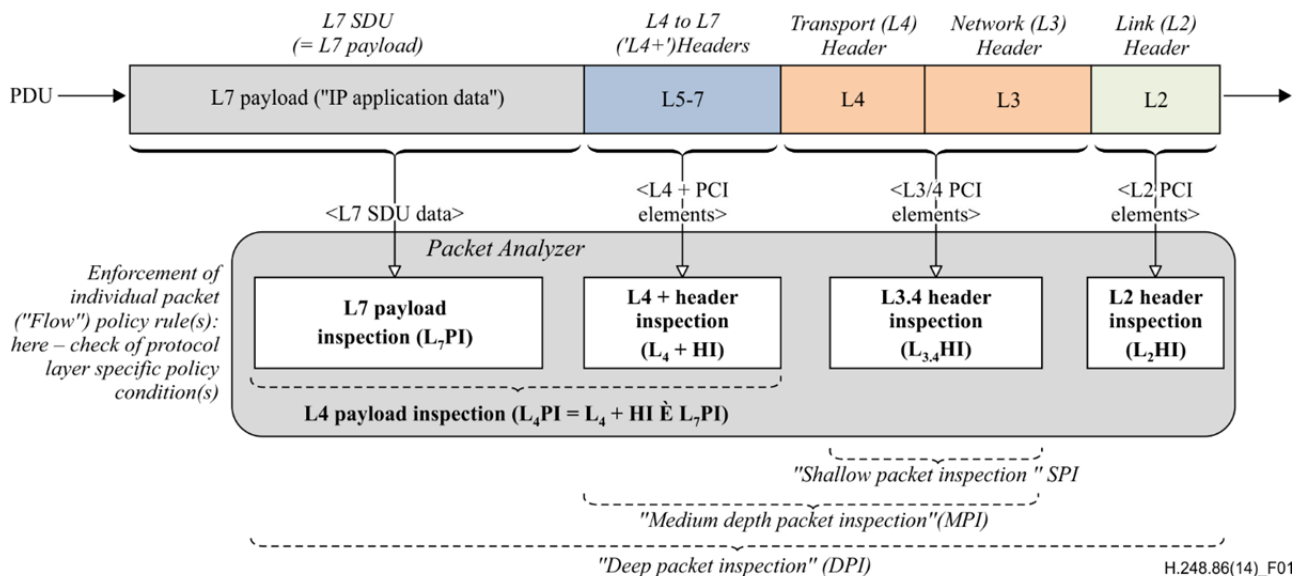 L7 SDU
(= L7 payload)
L4 to L7
('L4+')Headers
Transport (L4)
Header
Network (L3)
Header
Link (L2)
Header
PDU
L7 payload ("IP application data")
L5-7
L4
L3
L2
<L7 SDU data>
<L4 + PCI
elements>
<L3/4 PCI
elements>
<L2 PCI
elements>
Packet Analyzer
Enforcement of
individual packet
("Flow") policy rule(s):
here – check of protocol
layer specific policy
condition(s)
L7 payload
inspection (L₇PI)
L4 + header
inspection
(L₄ + HI)
L3.4 header
inspection
(L₃.₄HI)
L2 header
inspection
(L₂HI)
L4 payload inspection (L₄PI = L₄ + HI È L₇PI)
"Shallow packet inspection " SPI
"Medium depth packet inspection"(MPI)
"Deep packet inspection" (DPI)
H.248.86(14)_F01